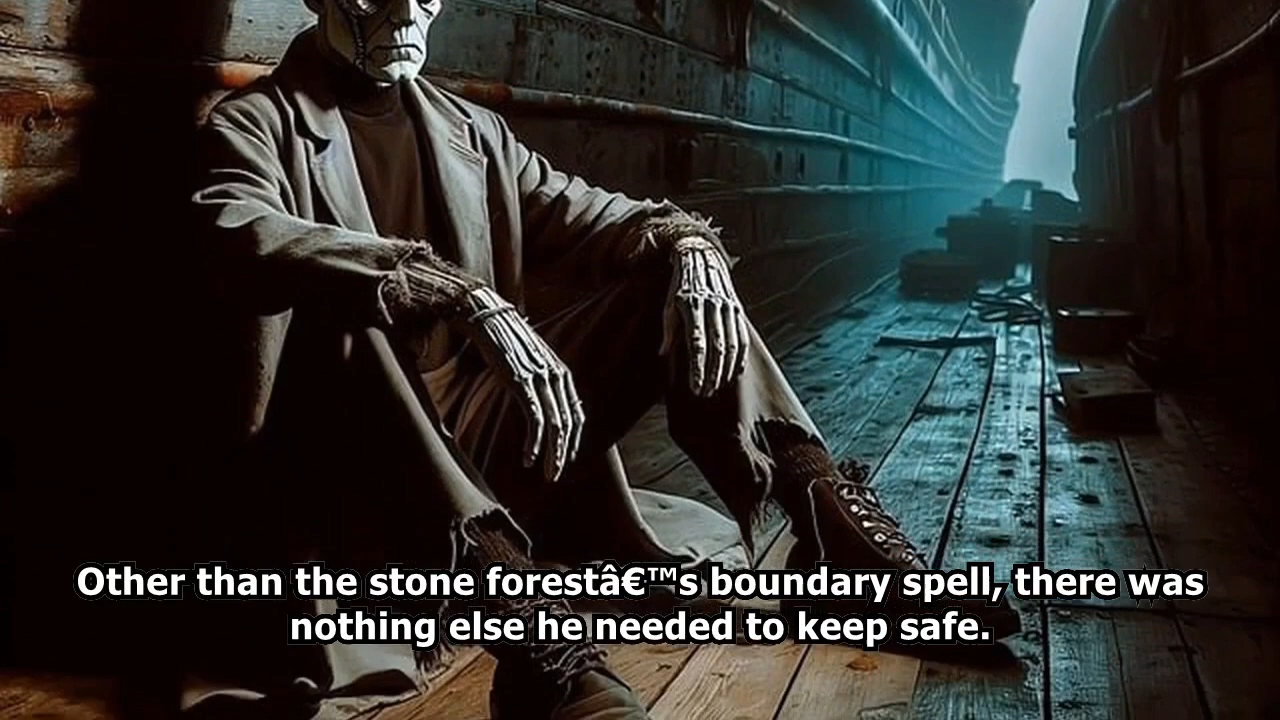 Other than the stone forestâ€™s boundary spell, there was
nothing else he needed to keep safe.